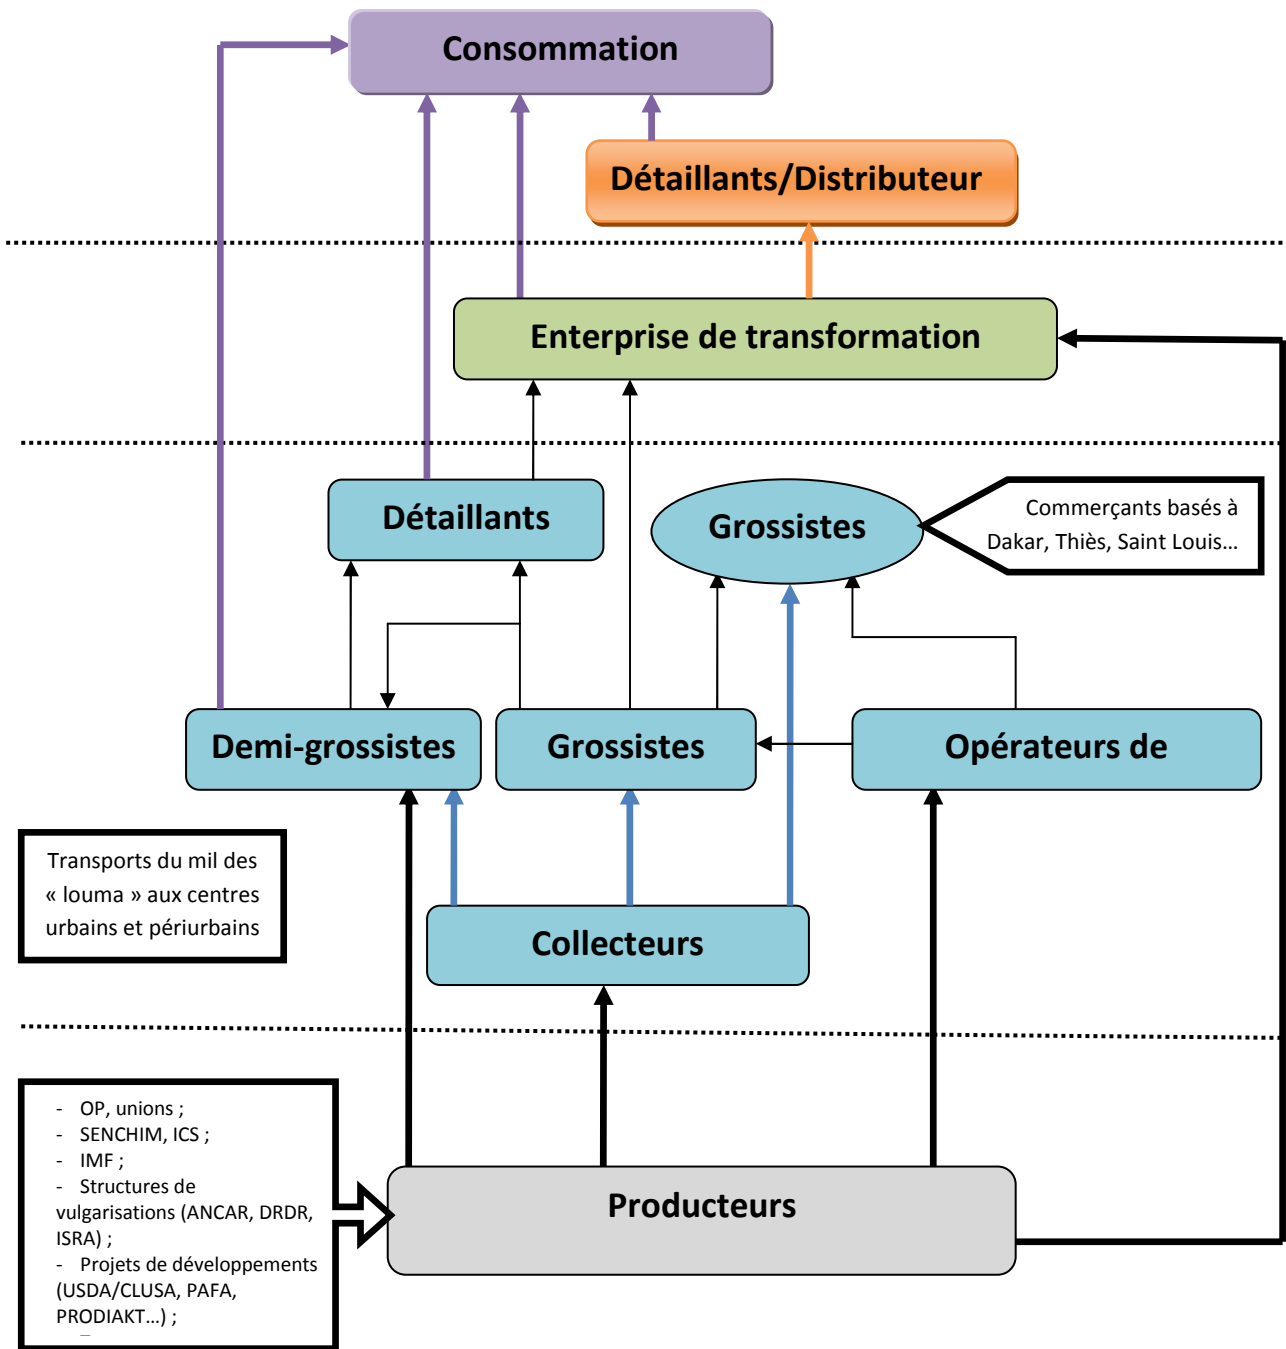 Consommation
Détaillants/Distributeur
Enterprise de transformation
Détaillants
Grossistes
Commerçants basés à
Dakar, Thiès, Saint Louis…
Demi-grossistes
Grossistes
Opérateurs de
Transports du mil des
« louma » aux centres
urbains et périurbains
Collecteurs
- OP, unions ;
- SENCHIM, ICS ;
- IMF ;
- Structures de
vulgarisations (ANCAR, DRDR,
ISRA) ;
- Projets de développements
(USDA/CLUSA, PAFA,
PRODIAKT…) ;
Producteurs